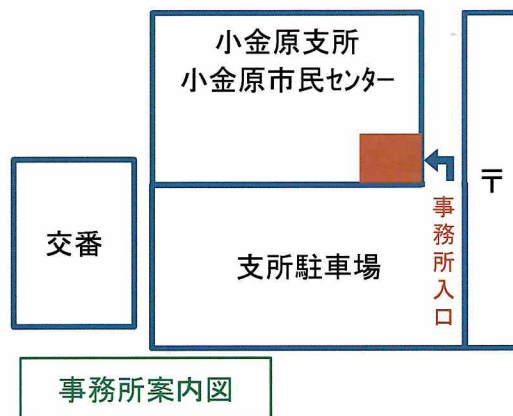 小金原支所
小金原市民センター
〒
事務所入口
交番
支所駐車場
事務所案内図